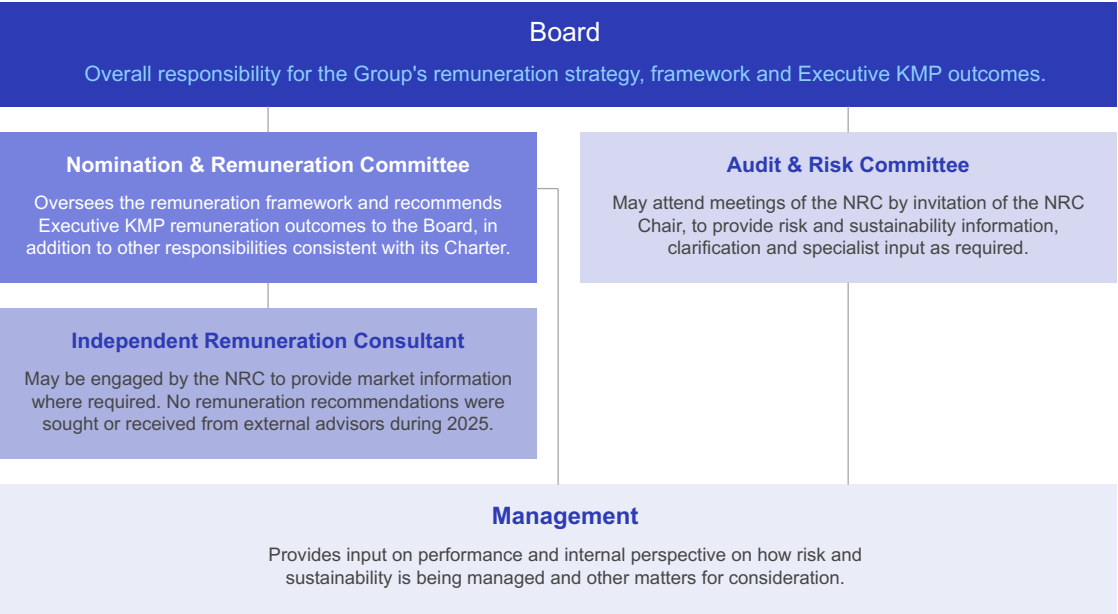 Board
Overall responsibility for the Group's remuneration strategy, framework and Executive KMP outcomes.
Nomination & Remuneration Committee
Oversees the remuneration framework and recommends
Executive KMP remuneration outcomes to the Board, in
addition to other responsibilities consistent with its Charter.
Audit & Risk Committee
May attend meetings of the NRC by invitation of the NRC
Chair, to provide risk and sustainability information,
clarification and specialist input as required.
Independent Remuneration Consultant
May be engaged by the NRC to provide market information
where required. No remuneration recommendations were
sought or received from external advisors during 2025.
Management
Provides input on performance and internal perspective on how risk and
sustainability is being managed and other matters for consideration.